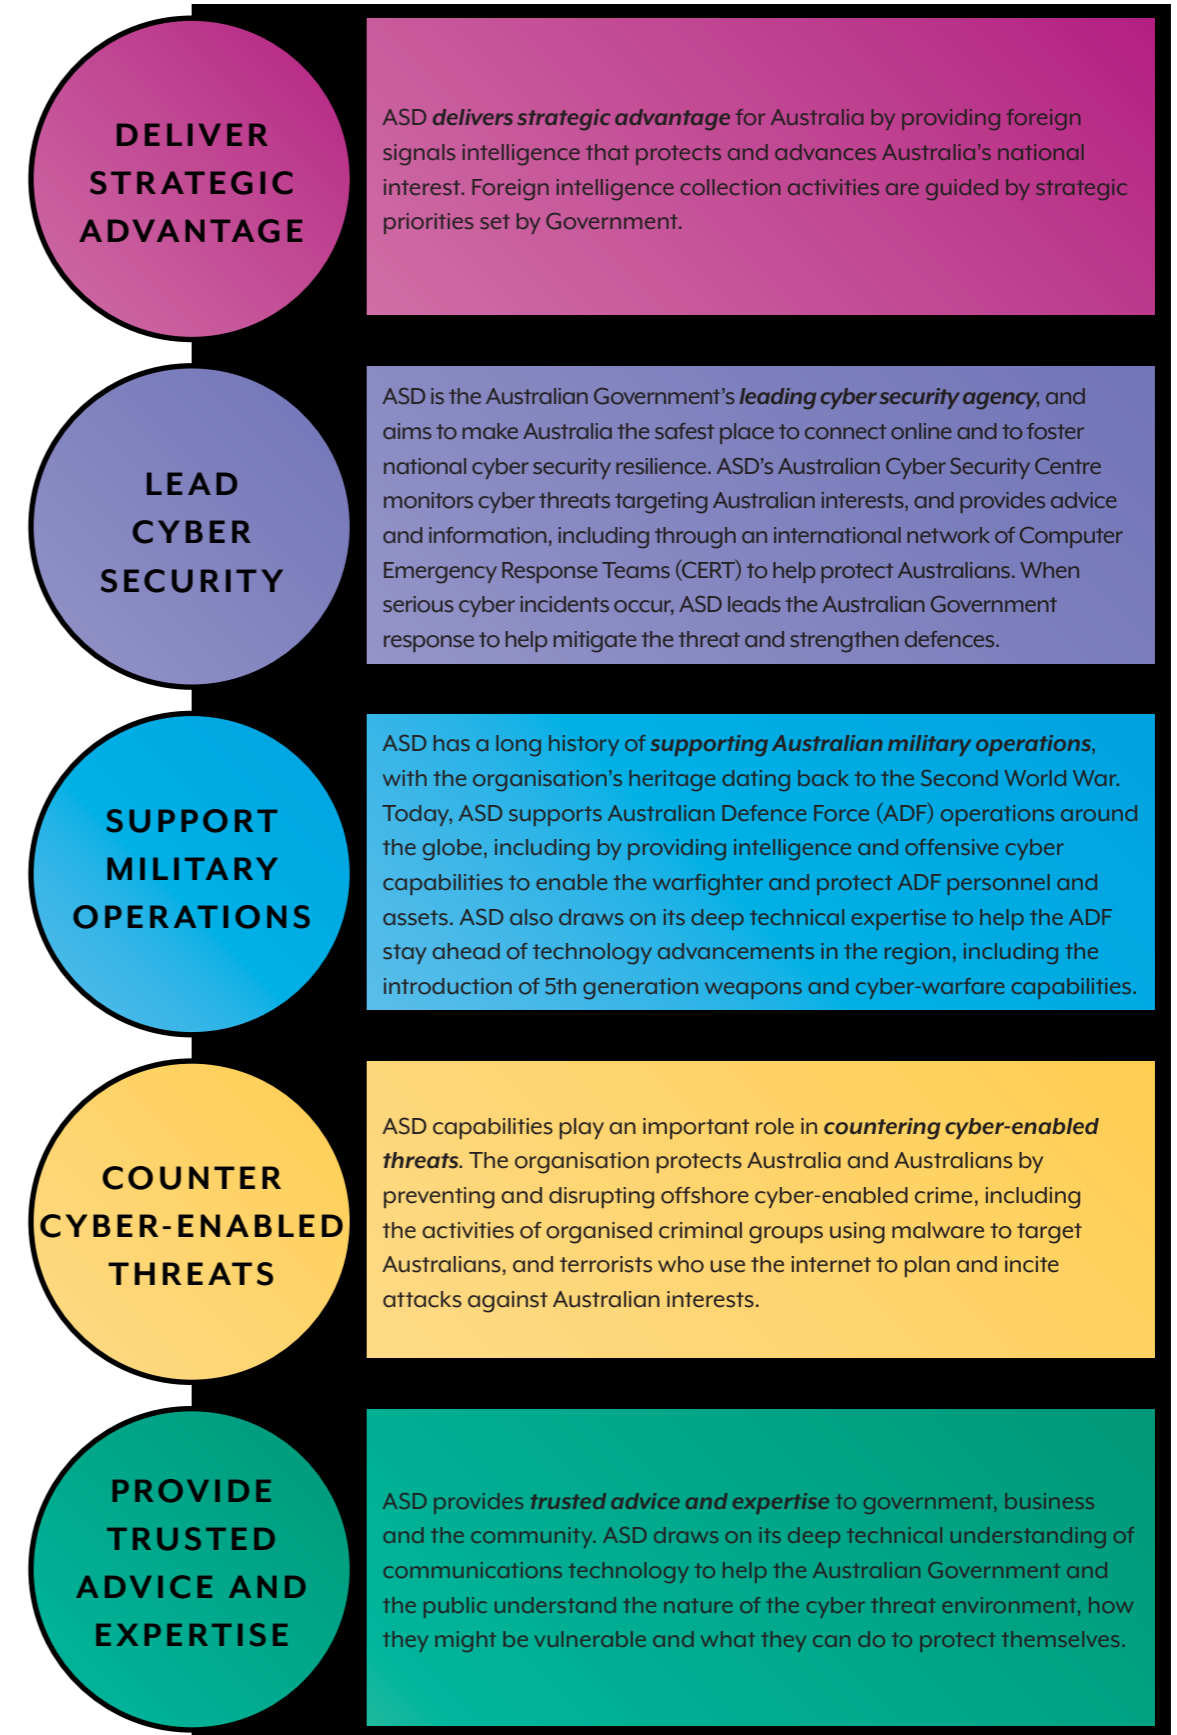 DELIVER
STRATEGIC
ADVANTAGE
ASD delivers strategic advantage for Australia by providing foreign
signals intelligence that protects and advances Australia's national
interest. Foreign intelligence collection activities are guided by strategic
priorities set by Government.
LEAD
CYBER
SECURITY
ASD is the Australian Government's leading cyber security agency, and
aims to make Australia the safest place to connect online and to foster
national cyber security resilience. ASD's Australian Cyber Security Centre
monitors cyber threats targeting Australian interests, and provides advice
and information, including through an international network of Computer
Emergency Response Teams (CERT) to help protect Australians. When
serious cyber incidents occur, ASD leads the Australian Government
response to help mitigate the threat and strengthen defences.
SUPPORT
MILITARY
OPERATIONS
ASD has a long history of supporting Australian military operations,
with the organisation's heritage dating back to the Second World War.
Today, ASD supports Australian Defence Force (ADF) operations around
the globe, including by providing intelligence and offensive cyber
capabilities to enable the warfighter and protect ADF personnel and
assets. ASD also draws on its deep technical expertise to help the ADF
stay ahead of technology advancements in the region, including the
introduction of 5th generation weapons and cyber-warfare capabilities.
COUNTER
CYBER-ENABLED
THREATS
ASD capabilities play an important role in countering cyber-enabled
threats. The organisation protects Australia and Australians by
preventing and disrupting offshore cyber-enabled crime, including
the activities of organised criminal groups using malware to target
Australians, and terrorists who use the internet to plan and incite
attacks against Australian interests.
PROVIDE
TRUSTED
ADVICE AND
EXPERTISE
ASD provides trusted advice and expertise to government, business
and the community. ASD draws on its deep technical understanding of
communications technology to help the Australian Government and
the public understand the nature of the cyber threat environment, how
they might be vulnerable and what they can do to protect themselves.